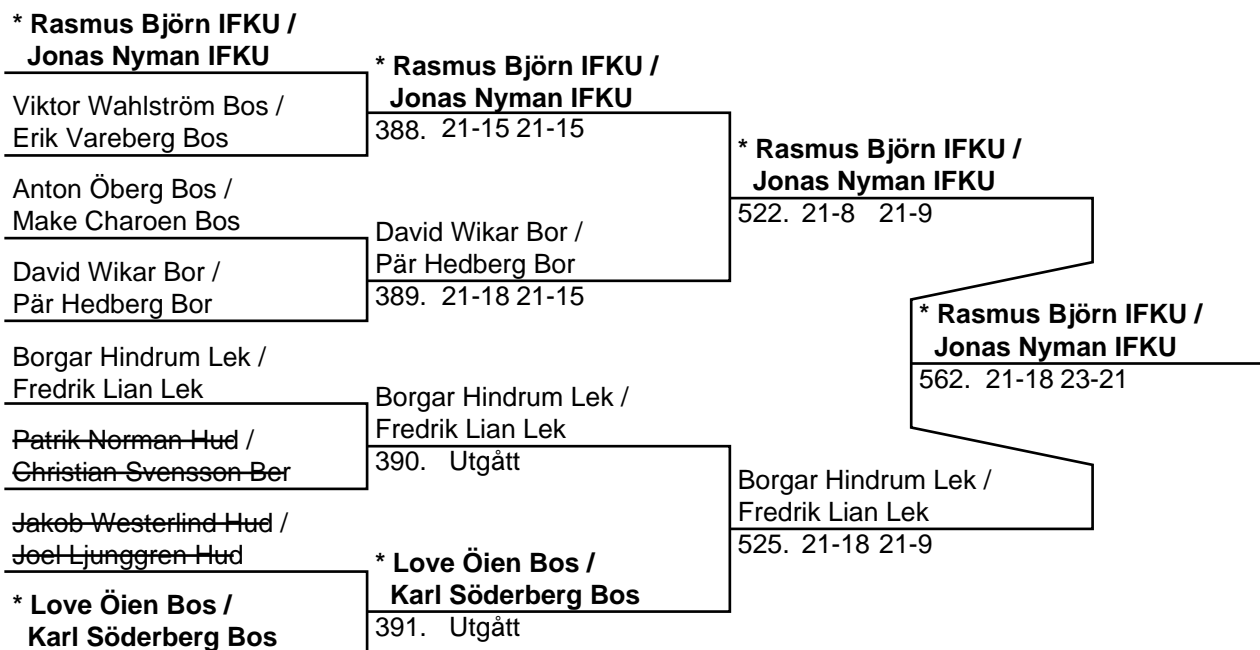 * Rasmus Björn IFKU /
Jonas Nyman IFKU
Viktor Wahlström Bos /
Erik Vareberg Bos
Anton Öberg Bos /
Make Charoen Bos
David Wikar Bor /
Pär Hedberg Bor
Borgar Hindrum Lek /
Fredrik Lian Lek
Patrik Norman Hud /
Christian Svensson Ber
Jakob Westerlind Hud /
Joel Ljunggren Hud
* Love Öien Bos /
Karl Söderberg Bos
* Rasmus Björn IFKU /
Jonas Nyman IFKU
388. 21-15 21-15
David Wikar Bor /
Pär Hedberg Bor
389. 21-18 21-15
Borgar Hindrum Lek /
Fredrik Lian Lek
390. Utgått
* Love Öien Bos /
Karl Söderberg Bos
391. Utgått
* Rasmus Björn IFKU /
Jonas Nyman IFKU
522. 21-8 21-9
Borgar Hindrum Lek /
Fredrik Lian Lek
525. 21-18 21-9
* Rasmus Björn IFKU /
Jonas Nyman IFKU
562. 21-18 23-21